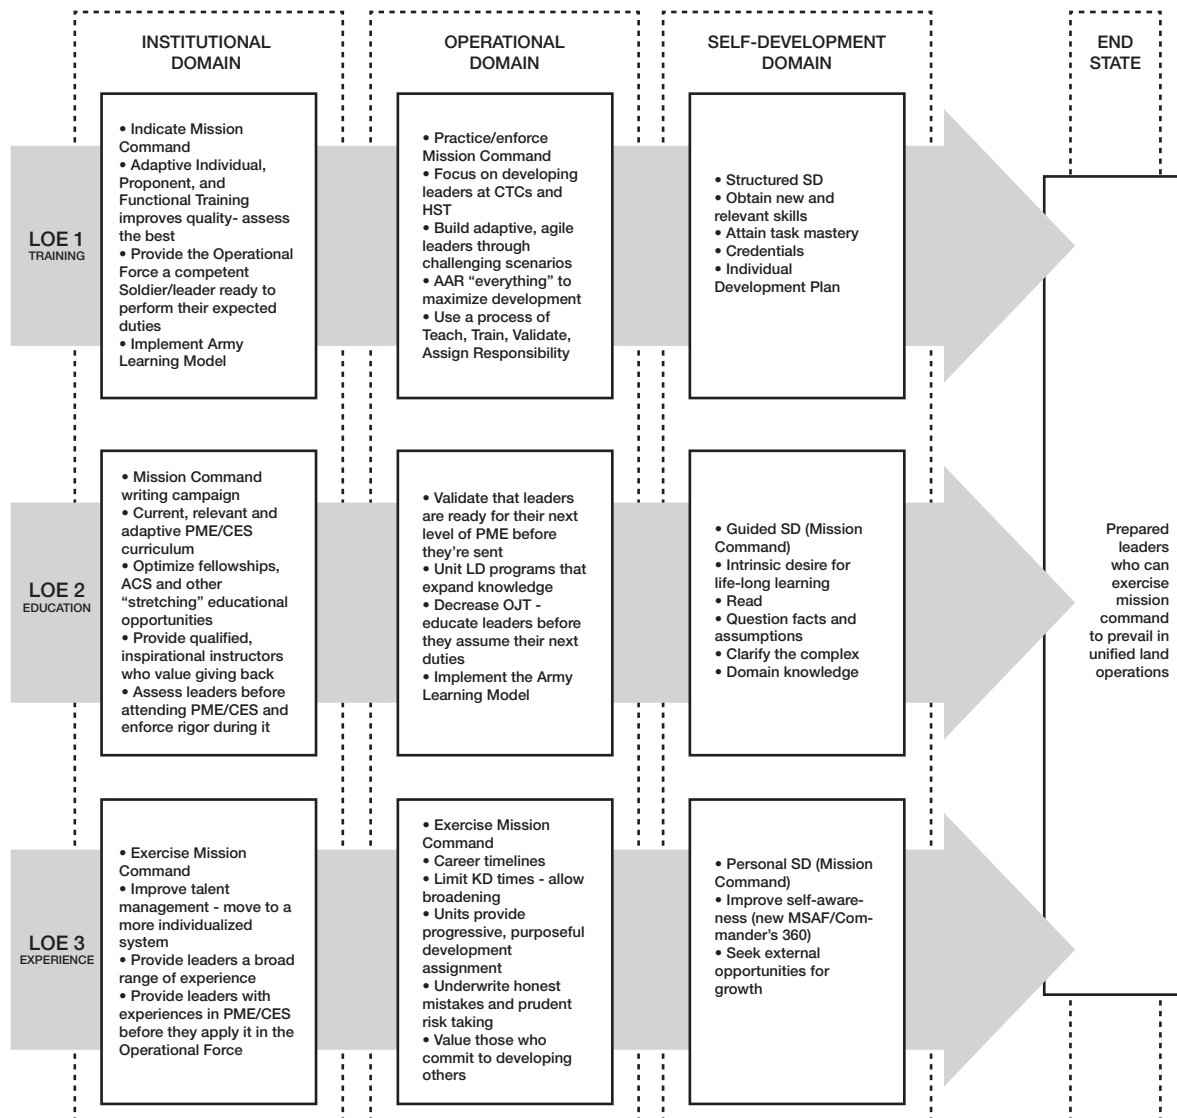 INSTITUTIONAL
DOMAIN
OPERATIONAL
DOMAIN
SELF-DEVELOPMENT
DOMAIN
END
STATE
LOE 1
TRAINING
• Indicate Mission
Command
• Adaptive Individual,
Proponent, and
Functional Training
improves quality- assess
the best
• Provide the Operational
Force a competent
Soldier/leader ready to
perform their expected
duties
• Implement Army
Learning Model
• Practice/enforce
Mission Command
• Focus on developing
leaders at CTCs and
HST
• Build adaptive, agile
leaders through
challenging scenarios
• AAR “everything” to
maximize development
• Use a process of
Teach, Train, Validate,
Assign Responsibility
• Structured SD
• Obtain new and
relevant skills
• Attain task mastery
• Credentials
• Individual
Development Plan
LOE 2
EDUCATION
• Mission Command
writing campaign
• Current, relevant and
adaptive PME/CES
curriculum
• Optimize fellowships,
ACS and other
“stretching” educational
opportunities
• Provide qualified,
inspirational instructors
who value giving back
• Assess leaders before
attending PME/CES and
enforce rigor during it
• Validate that leaders
are ready for their next
level of PME before
they’re sent
• Unit LD programs that
expand knowledge
• Decrease OJT -
educate leaders before
they assume their next
duties
• Implement the Army
Learning Model
• Guided SD (Mission
Command)
• Intrinsic desire for
life-long learning
• Read
• Question facts and
assumptions
• Clarify the complex
• Domain knowledge
Prepared
leaders
who can
exercise
mission
command
to prevail in
unified land
operations
LOE 3
EXPERIENCE
• Exercise Mission
Command
• Improve talent
management - move to a
more individualized
system
• Provide leaders a broad
range of experience
• Provide leaders with
experiences in PME/CES
before they apply it in the
Operational Force
• Exercise Mission
Command
• Career timelines
• Limit KD times - allow
broadening
• Units provide
progressive, purposeful
development
assignment
• Underwrite honest
mistakes and prudent
risk taking
• Value those who
commit to developing
others
• Personal SD (Mission
Command)
• Improve self-aware-
ness (new MSAF/Com-
mander’s 360)
• Seek external
opportunities for
growth